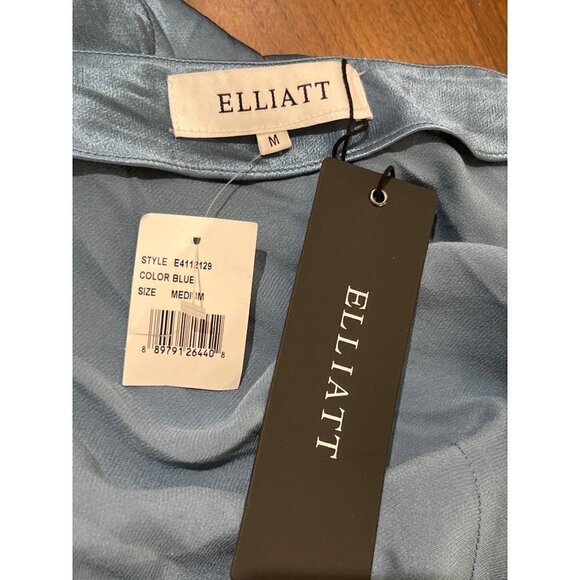 ELLIATT
M
STYLE E4112129
COLOR BLUE
SIZE MEDIUM
8 89791 26440 8
ELLIATT